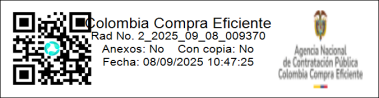 Colombia Compra Eficiente
Rad No. 2_2025_09_08_009370
Anexos: No Con copia: No
Fecha: 08/09/2025 10:47:25
Agencia Nacional
de Contratación Pública
Colombia Compra Eficiente